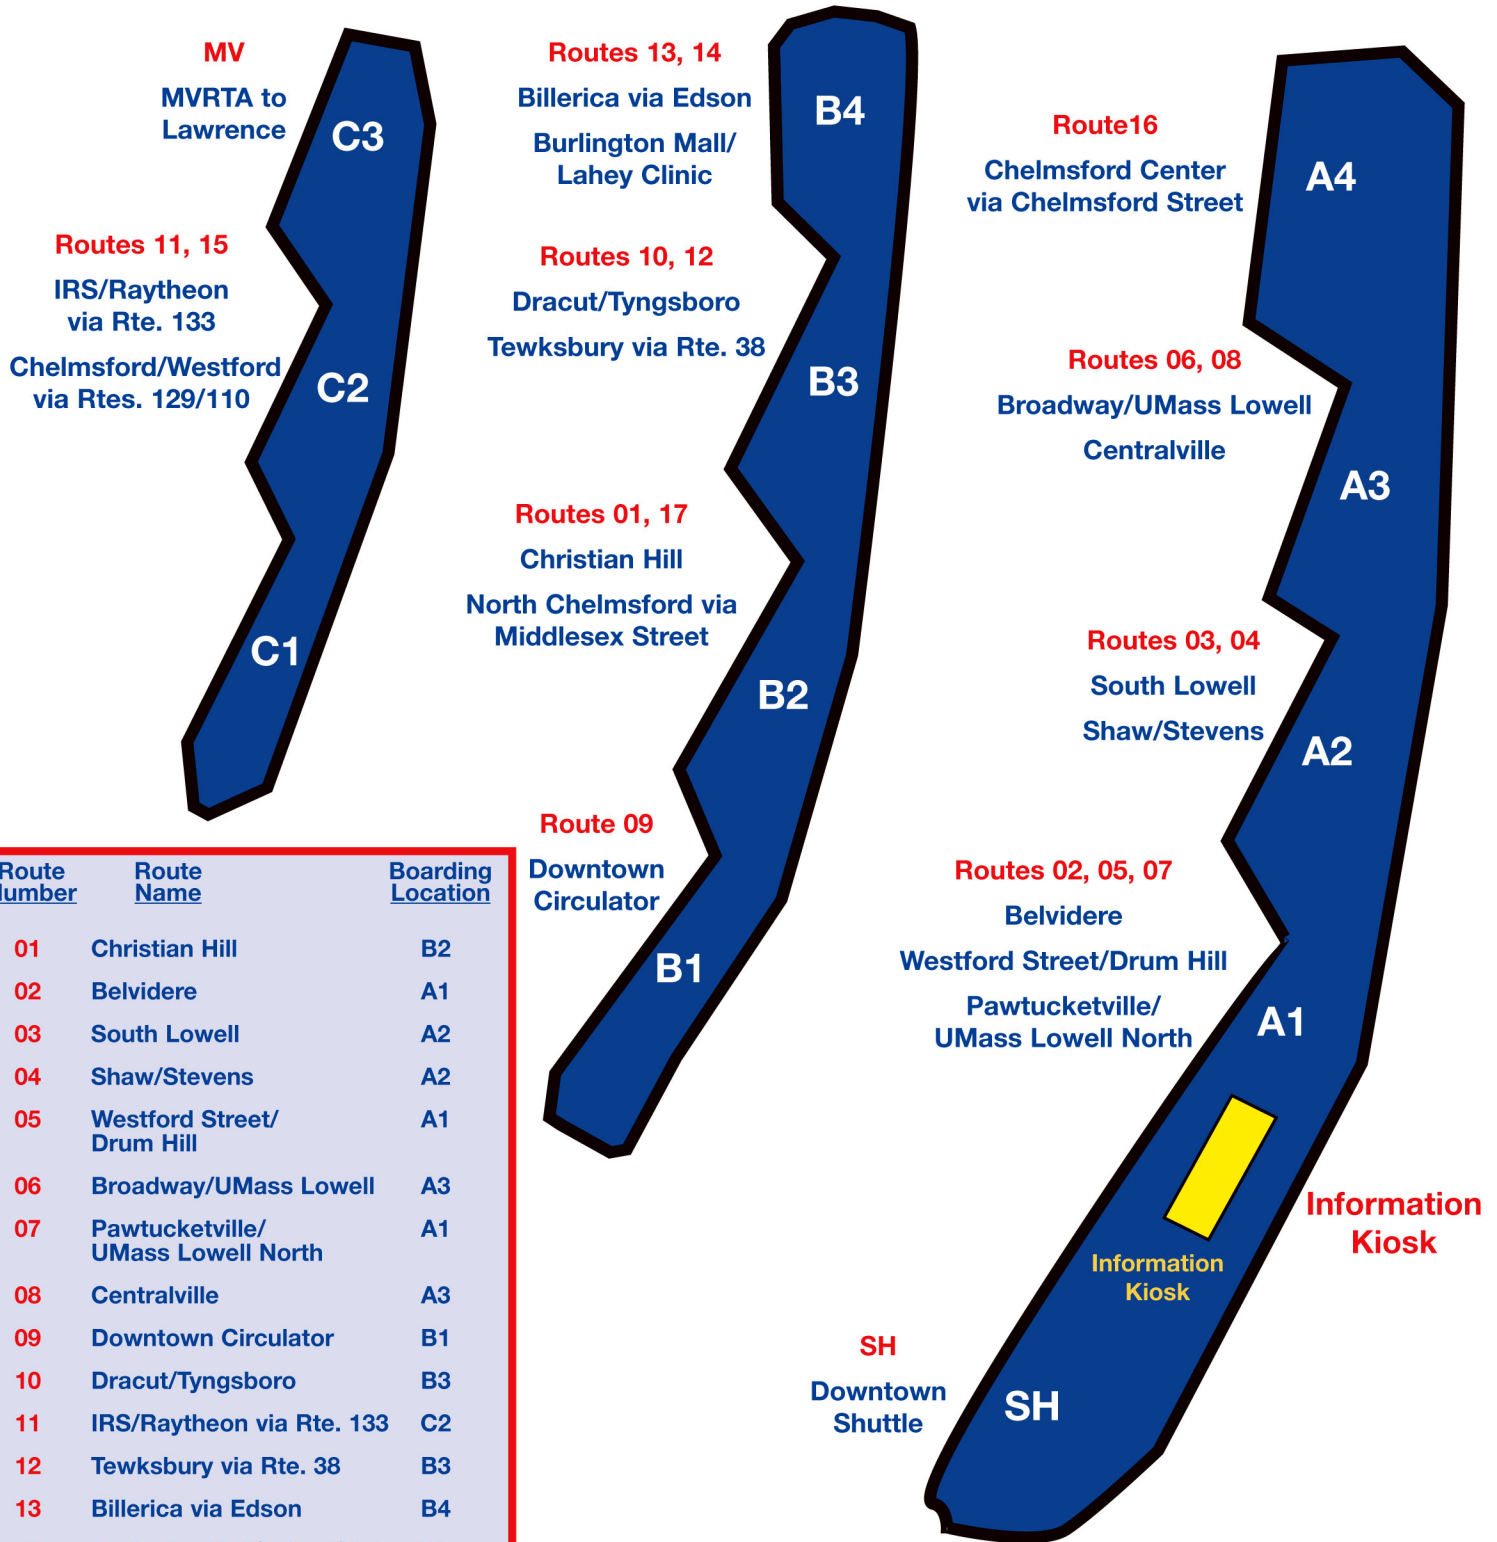 MV
MVRTA to
Lawrence
C3
Routes 11, 15
IRS/Raytheon
via Rte. 133
Chelmsford/Westford
via Rtes. 129/110
C2
C1
Routes 13, 14
Billerica via Edson
Burlington Mall/
Lahey Clinic
B4
Routes 10, 12
Dracut/Tyngsboro
Tewksbury via Rte. 38
B3
Routes 01, 17
Christian Hill
North Chelmsford via
Middlesex Street
B2
Route 09
Downtown
Circulator
B1
Route16
Chelmsford Center
via Chelmsford Street
A4
Routes 06, 08
Broadway/UMass Lowell
Centralville
A3
Routes 03, 04
South Lowell
Shaw/Stevens
A2
Routes 02, 05, 07
Belvidere
Westford Street/Drum Hill
Pawtucketville/
UMass Lowell North
A1
Information
Kiosk
Information
Kiosk
SH
Downtown
Shuttle
SH
Route Route Boarding
umber Name Location
01 Christian Hill B2
02 Belvidere A1
03 South Lowell A2
04 Shaw/Stevens A2
05 Westford Street/ A1
Drum Hill
06 Broadway/UMass Lowell A3
07 Pawtucketville/ A1
UMass Lowell North
08 Centralville A3
09 Downtown Circulator B1
10 Dracut/Tyngsboro B3
11 IRS/Raytheon via Rte. 133 C2
12 Tewksbury via Rte. 38 B3
13 Billerica via Edson B4